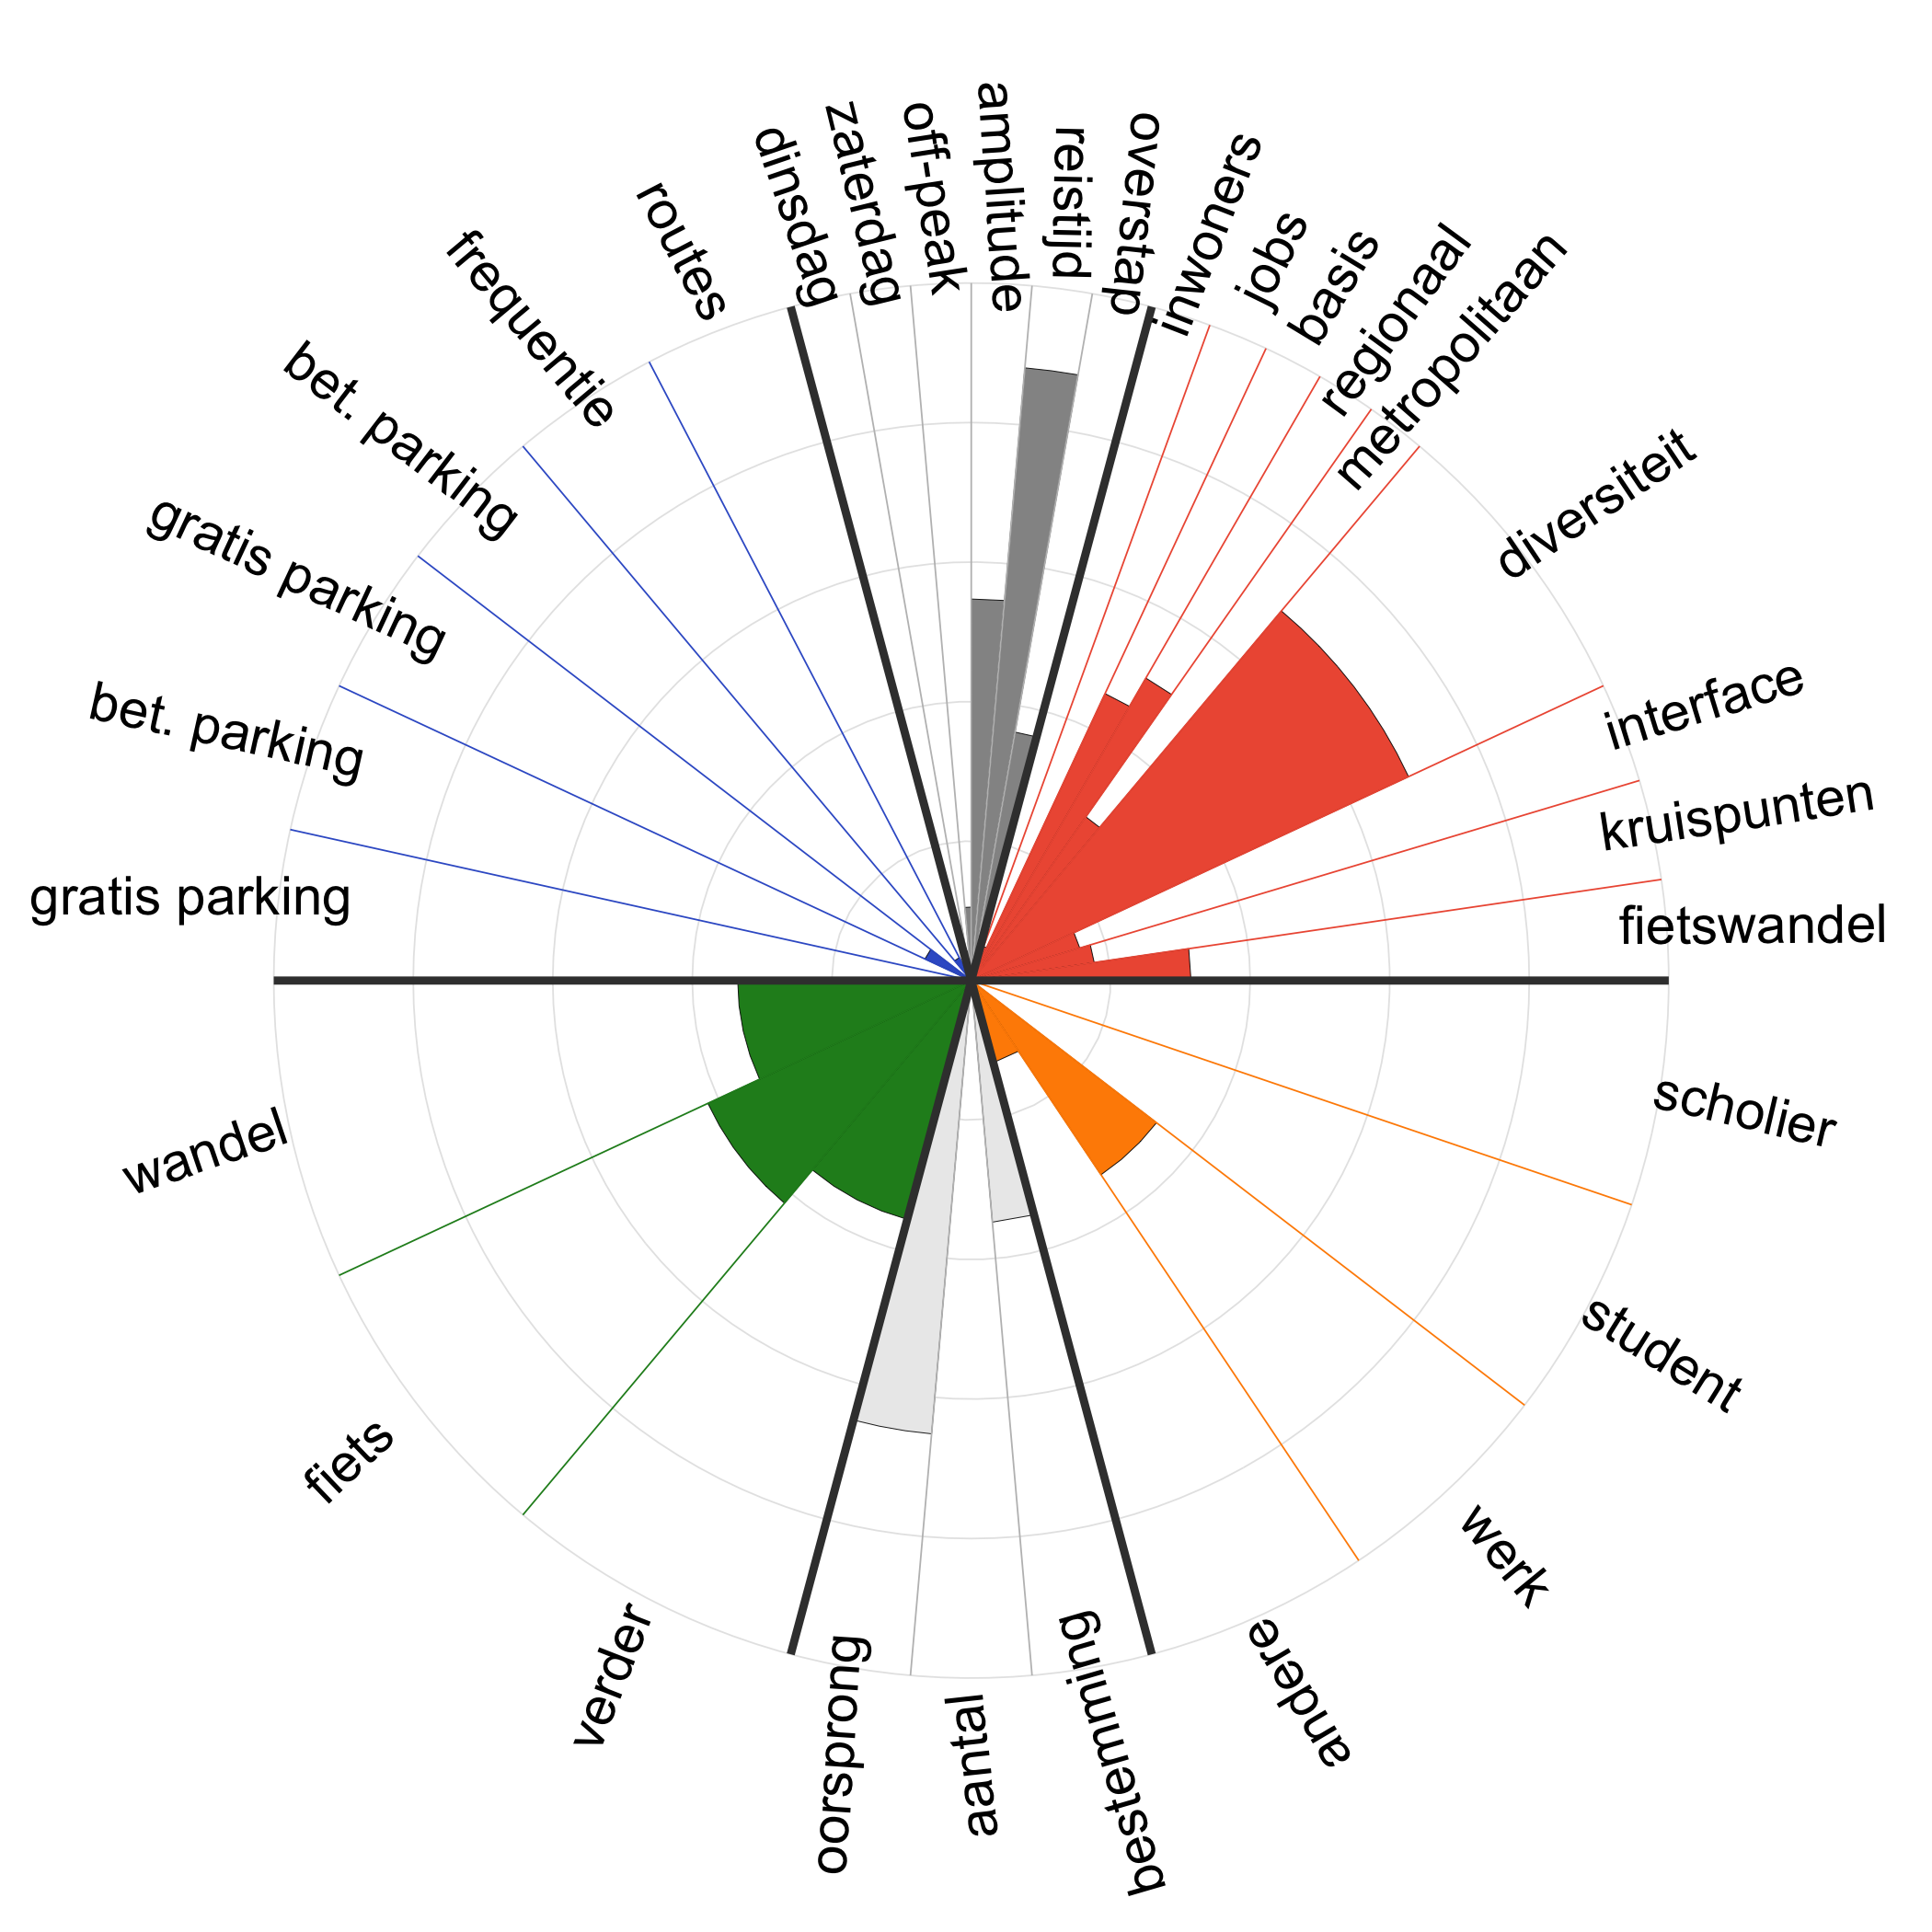 dinsdag
zaterdag
off-peak
amplitude
reistijd
overstap
inwoners
jobs
basis
regionaal
metropolitaan
diversiteit
interface
kruispunten
fietswandel
scholier
student
werk
andere
bestemming
aantal
oorsprong
verder
fiets
wandel
gratis parking
bet. parking
gratis parking
bet. parking
frequentie
routes